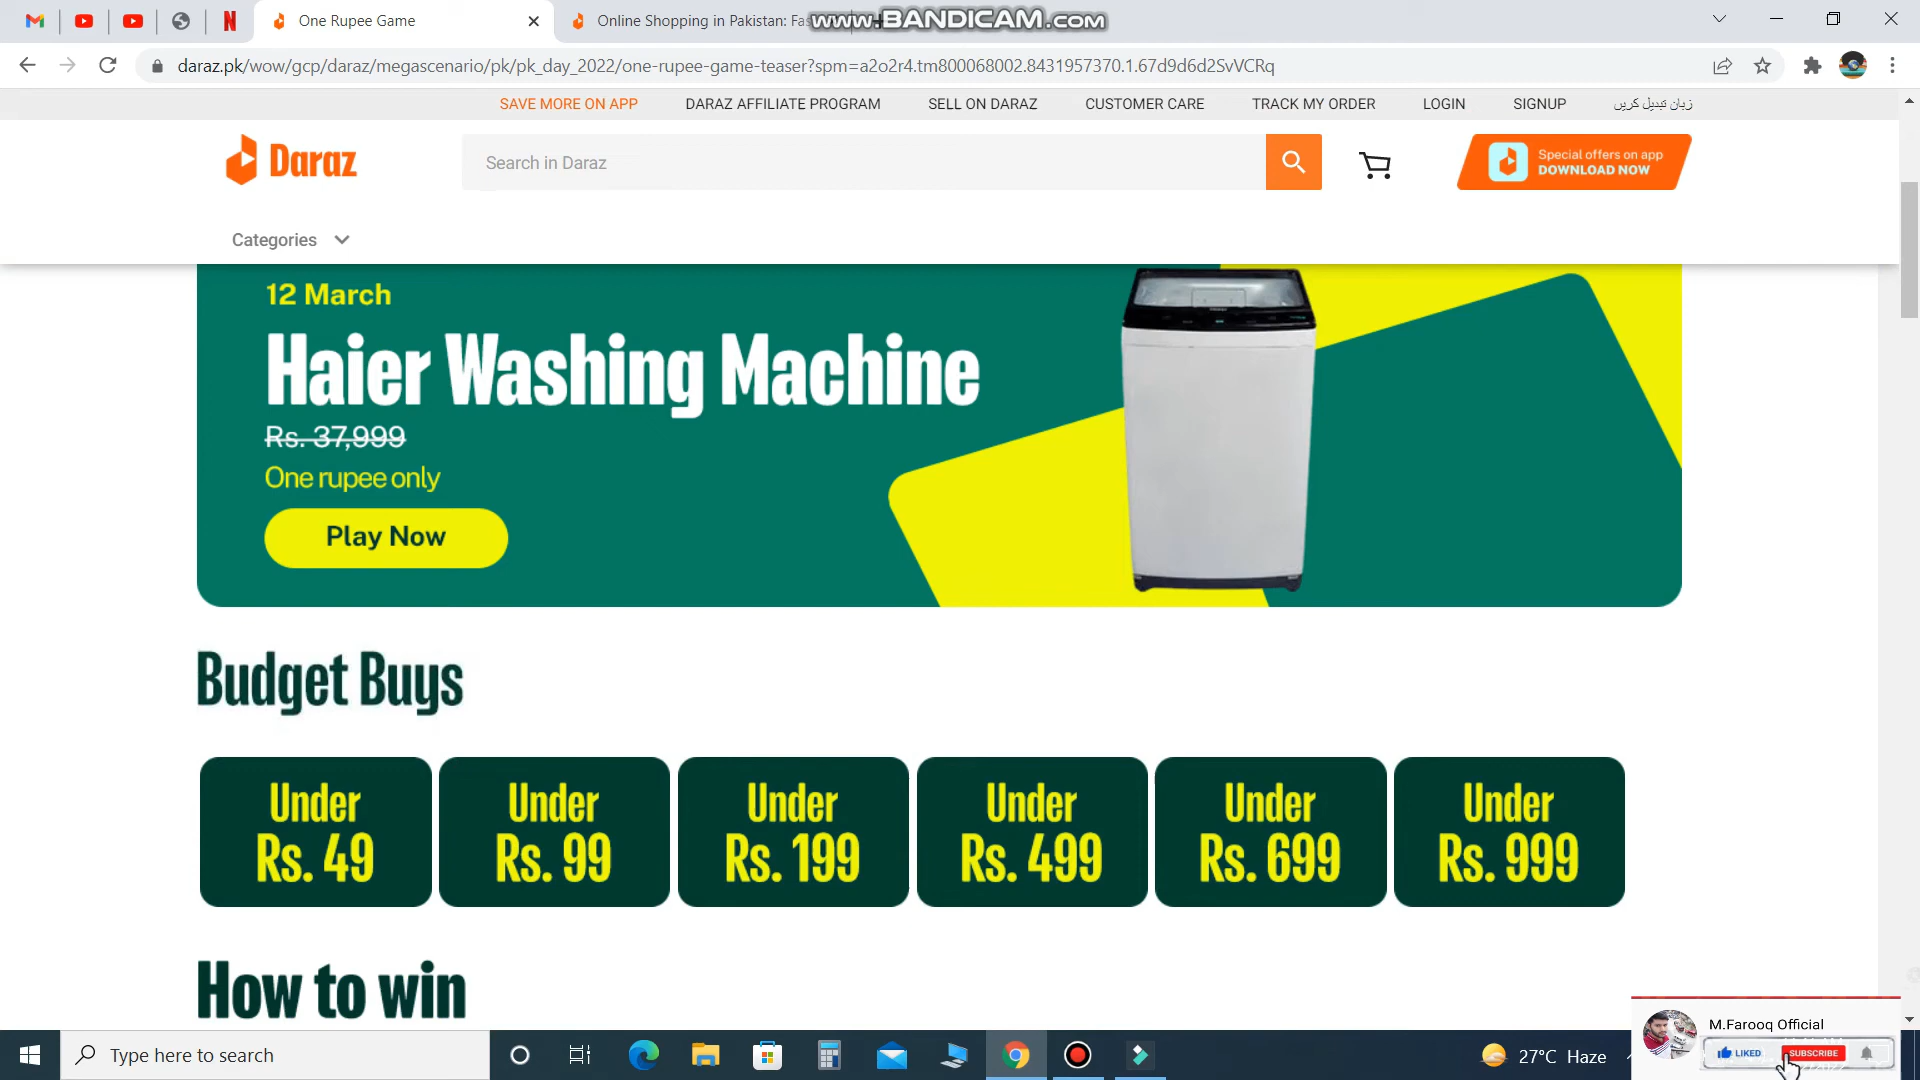 One Rupee Game
Online Shopping in Pakistan: Fas
www.BANDICAM.com
daraz.pk/wow/gcp/daraz/megascenario/pk/pk_day_2022/one-rupee-game-teaser?spm=a2o2r4.tm800068002.8431957370.1.67d9d6d2SvVCRq
SAVE MORE ON APP
DARAZ AFFILIATE PROGRAM
SELL ON DARAZ
CUSTOMER CARE
TRACK MY ORDER
LOGIN
SIGNUP
زبان تبدیل کریں
Daraz
Search in Daraz
Special offers on app
DOWNLOAD NOW
Categories
12 March
Haier Washing Machine
Rs. 37,999
One rupee only
Play Now
Budget Buys
Under
Rs. 49
Under
Rs. 99
Under
Rs. 199
Under
Rs. 499
Under
Rs. 699
Under
Rs. 999
How to win
M.Farooq Official
LIKED
SUBSCRIBE
Type here to search
27°C Haze